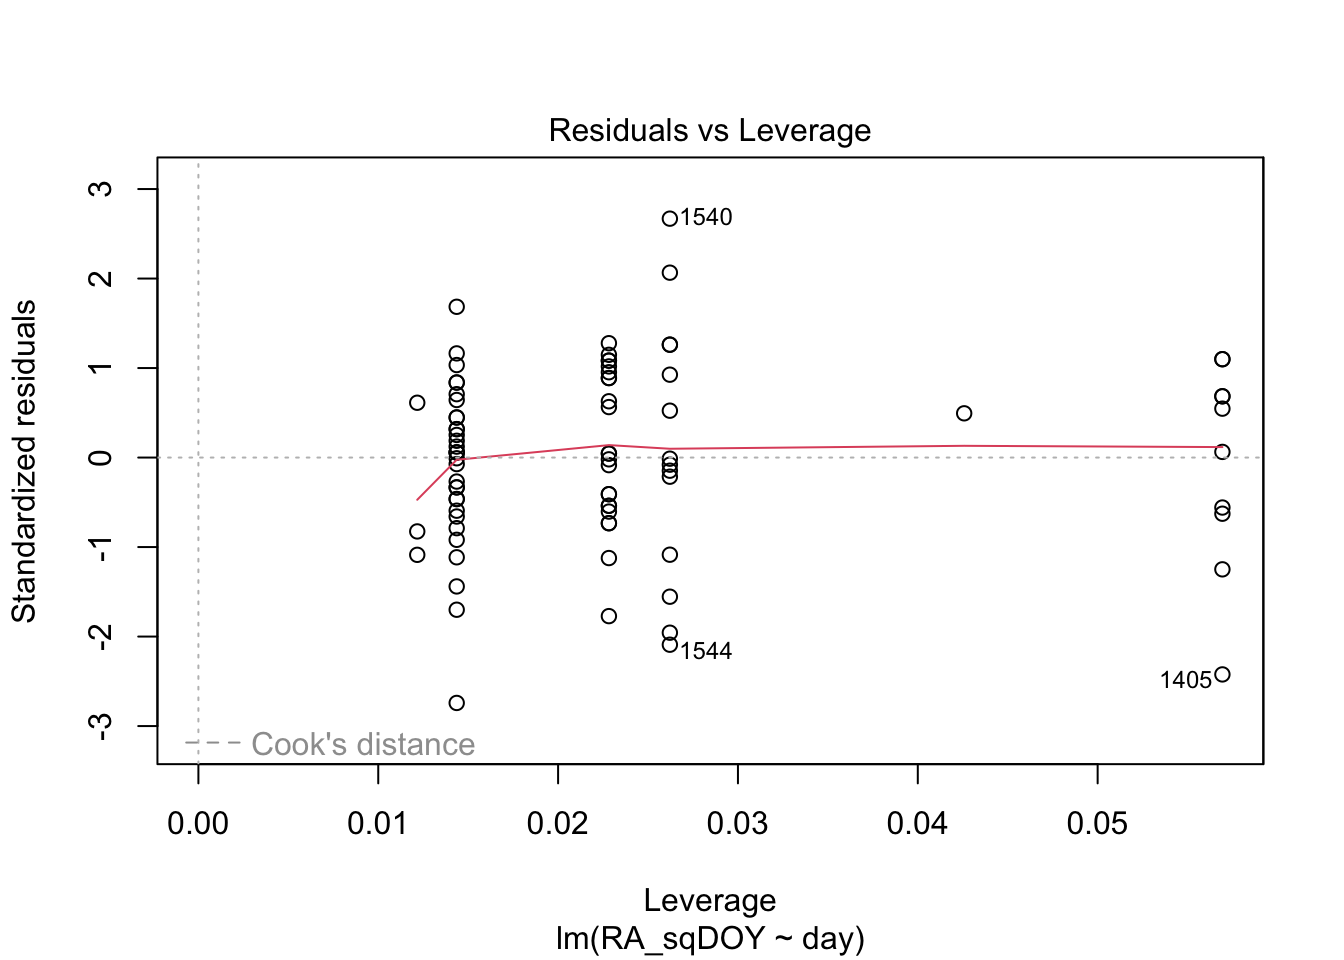 Residuals vs Leverage
Standardized residuals
3
2
1
0
-1
-2
-3
1540
1544
1405
Cook's distance
0.00 0.01 0.02 0.03 0.04 0.05
Leverage
lm(RA_sqDOY ~ day)